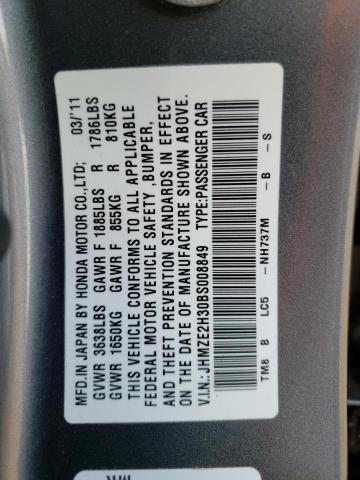 MFD.IN JAPAN BY HONDA MOTOR CO.,LTD; 03/'11
GVWR 3638LBS GAWR F 1885LBS R 1786LBS
GVWR 1650KG GAWR F 855KG R 810KG
THIS VEHICLE CONFORMS TO ALL APPLICABLE
FEDERAL MOTOR VEHICLE SAFETY ,BUMPER,
AND THEFT PREVENTION STANDARDS IN EFFECT
ON THE DATE OF MANUFACTURE SHOWN ABOVE.
V.I.N.:JHMZE2H30BS008849 TYPE:PASSENGER CAR
TM8 B LC5 -NH737M -B -S